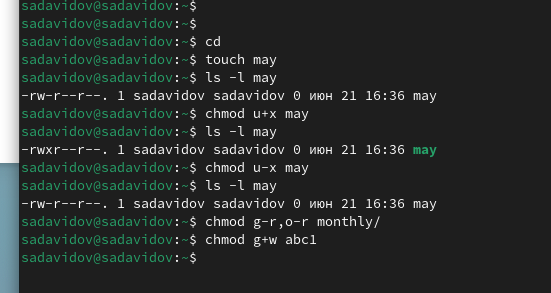 sadavidov@sadavidov:~$
sadavidov@sadavidov:~$
sadavidov@sadavidov:~$ cd
sadavidov@sadavidov:~$ touch may
sadavidov@sadavidov:~$ ls -l may
-rw-r--r--. 1 sadavidov sadavidov 0 июн 21 16:36 may
sadavidov@sadavidov:~$ chmod u+x may
sadavidov@sadavidov:~$ ls -l may
-rwxr--r--. 1 sadavidov sadavidov 0 июн 21 16:36 may
sadavidov@sadavidov:~$ chmod u-x may
sadavidov@sadavidov:~$ ls -l may
-rw-r--r--. 1 sadavidov sadavidov 0 июн 21 16:36 may
sadavidov@sadavidov:~$ chmod g-r,o-r monthly/
sadavidov@sadavidov:~$ chmod g+w abc1
sadavidov@sadavidov:~$